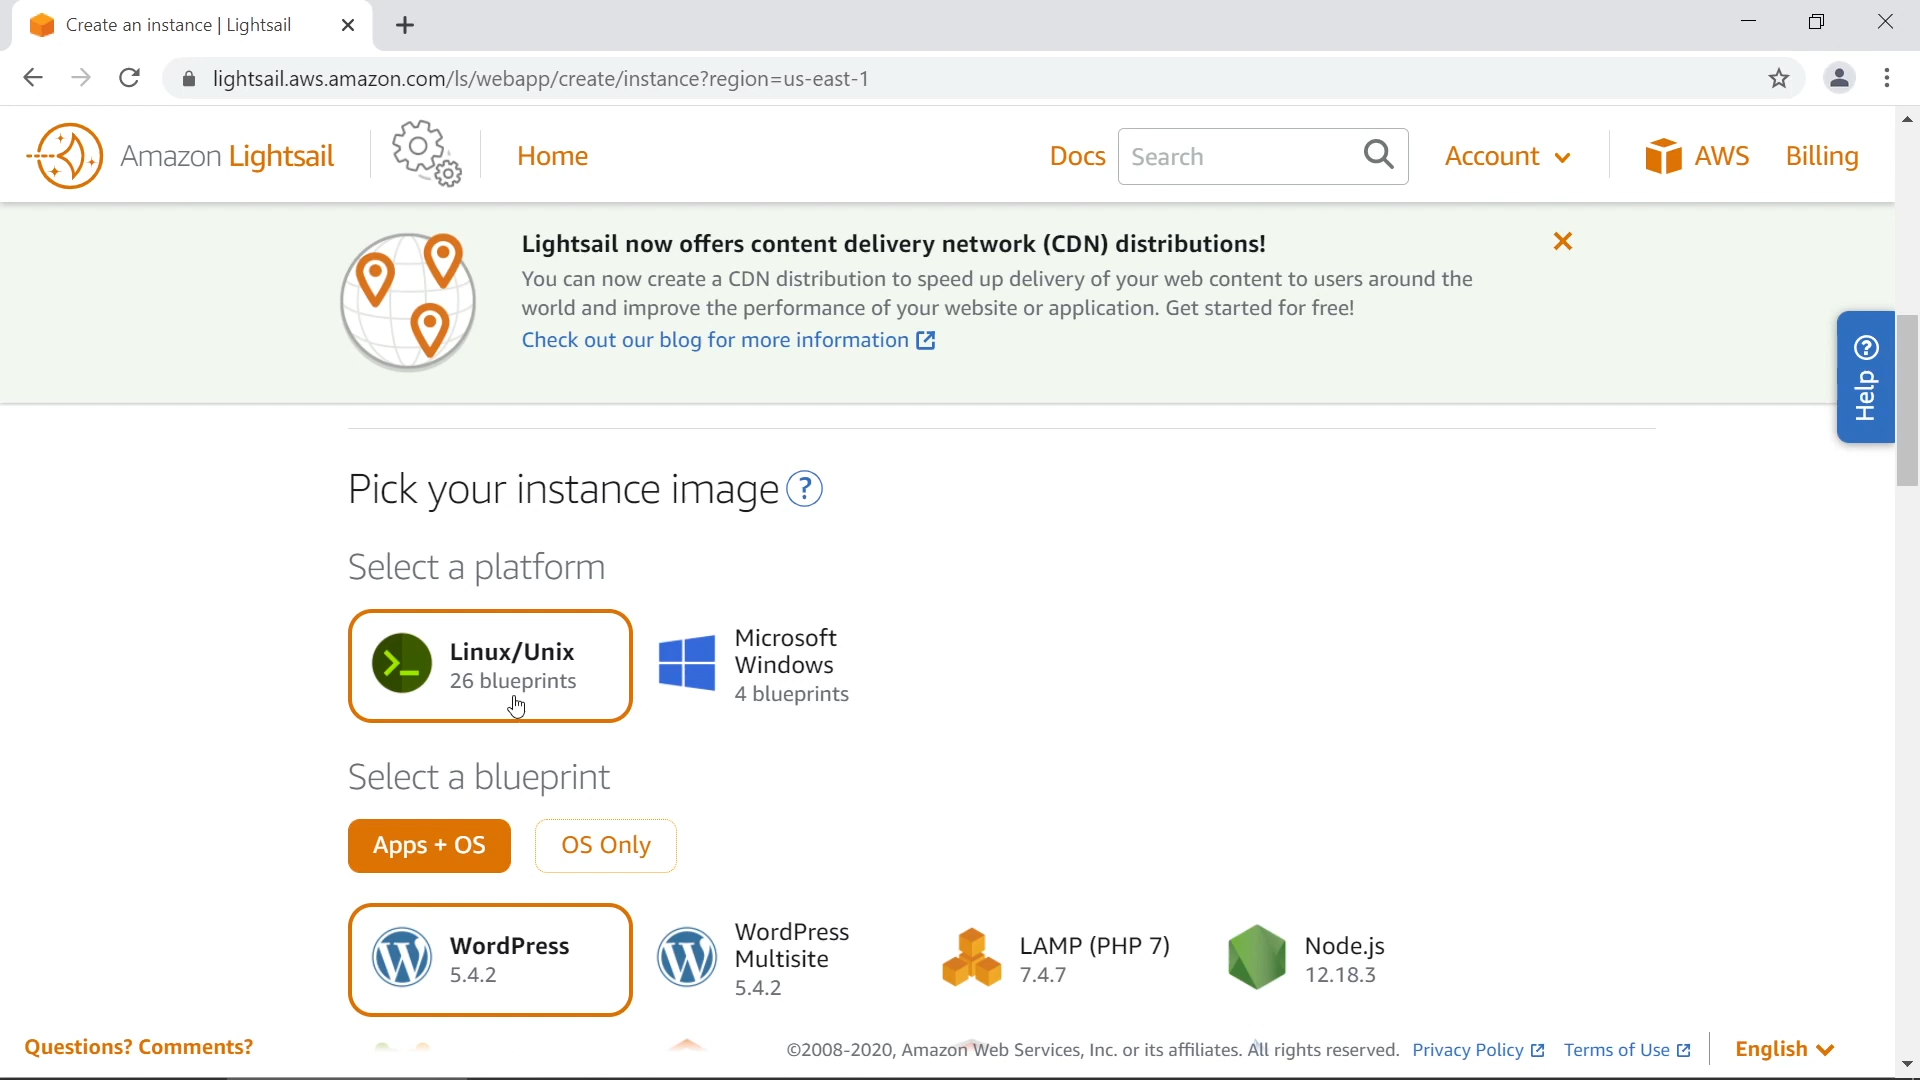 Create an instance | Lightsail
lightsail.aws.amazon.com/ls/webapp/create/instance?region=us-east-1
Amazon Lightsail
Home
Docs
Search
Account
AWS
Billing
Lightsail now offers content delivery network (CDN) distributions!
You can now create a CDN distribution to speed up delivery of your web content to users around the
world and improve the performance of your website or application. Get started for free!
Check out our blog for more information
Help ?
Pick your instance image ?
Select a platform
Linux/Unix
26 blueprints
Microsoft
Windows
4 blueprints
Select a blueprint
Apps + OS
OS Only
WordPress
5.4.2
WordPress
Multisite
5.4.2
LAMP (PHP 7)
7.4.7
Node.js
12.18.3
Questions? Comments?
©2008-2020, Amazon Web Services, Inc. or its affiliates. All rights reserved.
Privacy Policy
Terms of Use
English